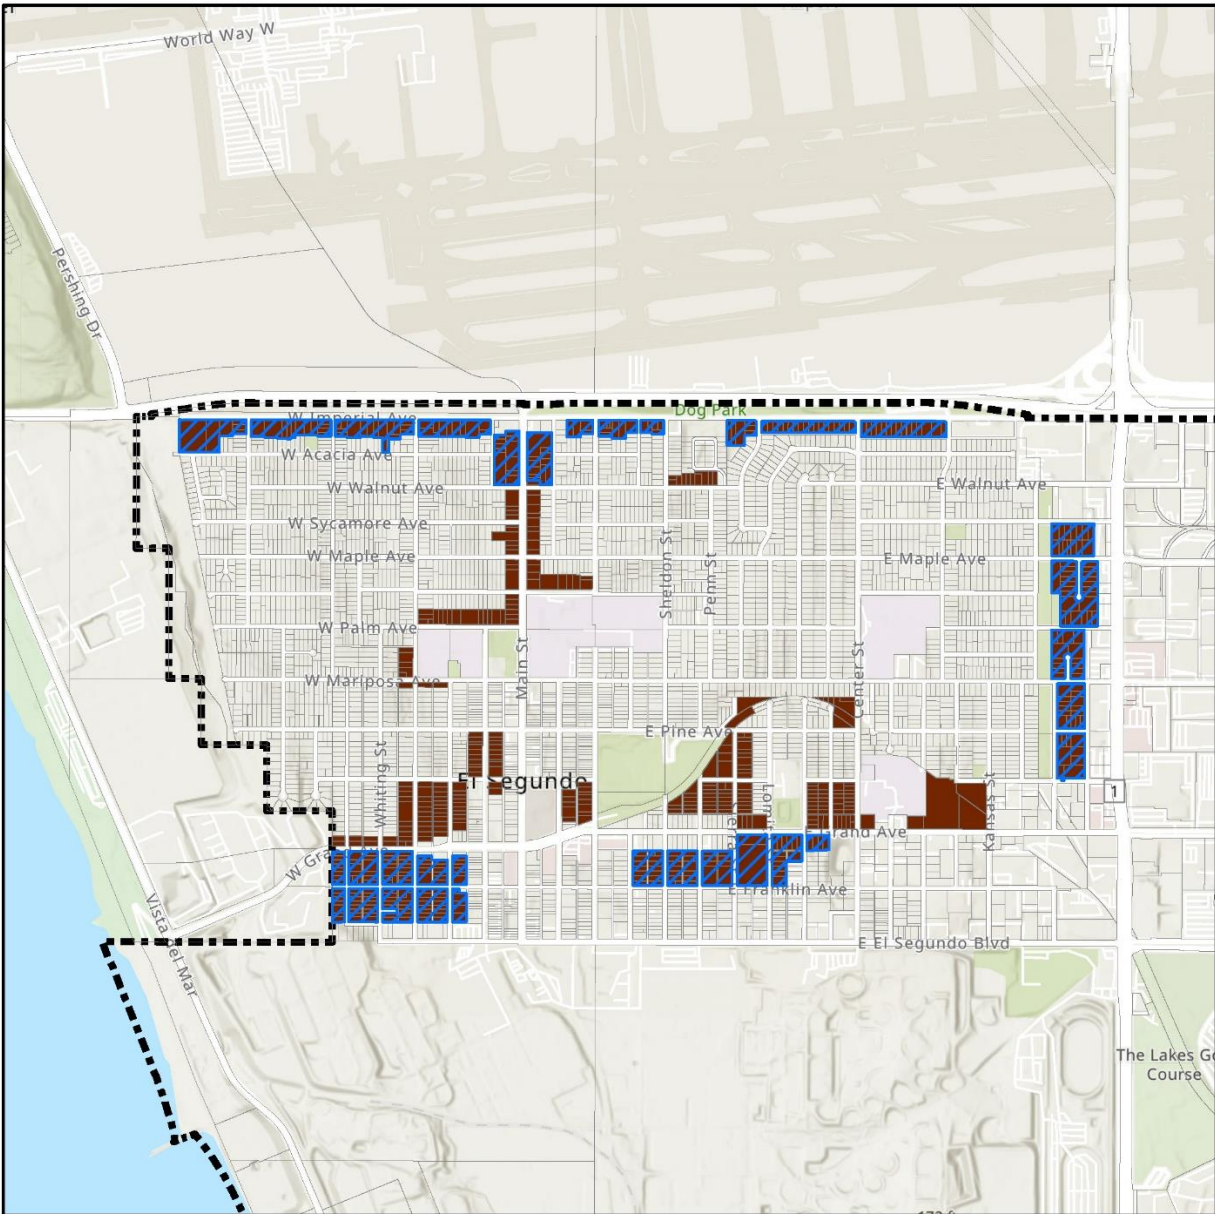 World Way W
Pershing Dr
Dog Park
W Imperial Ave
W Acacia Ave
W Walnut Ave
E Walnut Ave
W Sycamore Ave
W Maple Ave
E Maple Ave
Sheldon St
Penn St
W Palm Ave
Main St
Center St
W Mariposa Ave
E Pine Ave
Whiting St
El Segundo
Kansas St
1
E Grand Ave
W Grand Ave
E Franklin Ave
Vista del Mar
E El Segundo Blvd
The Lakes Go
Course